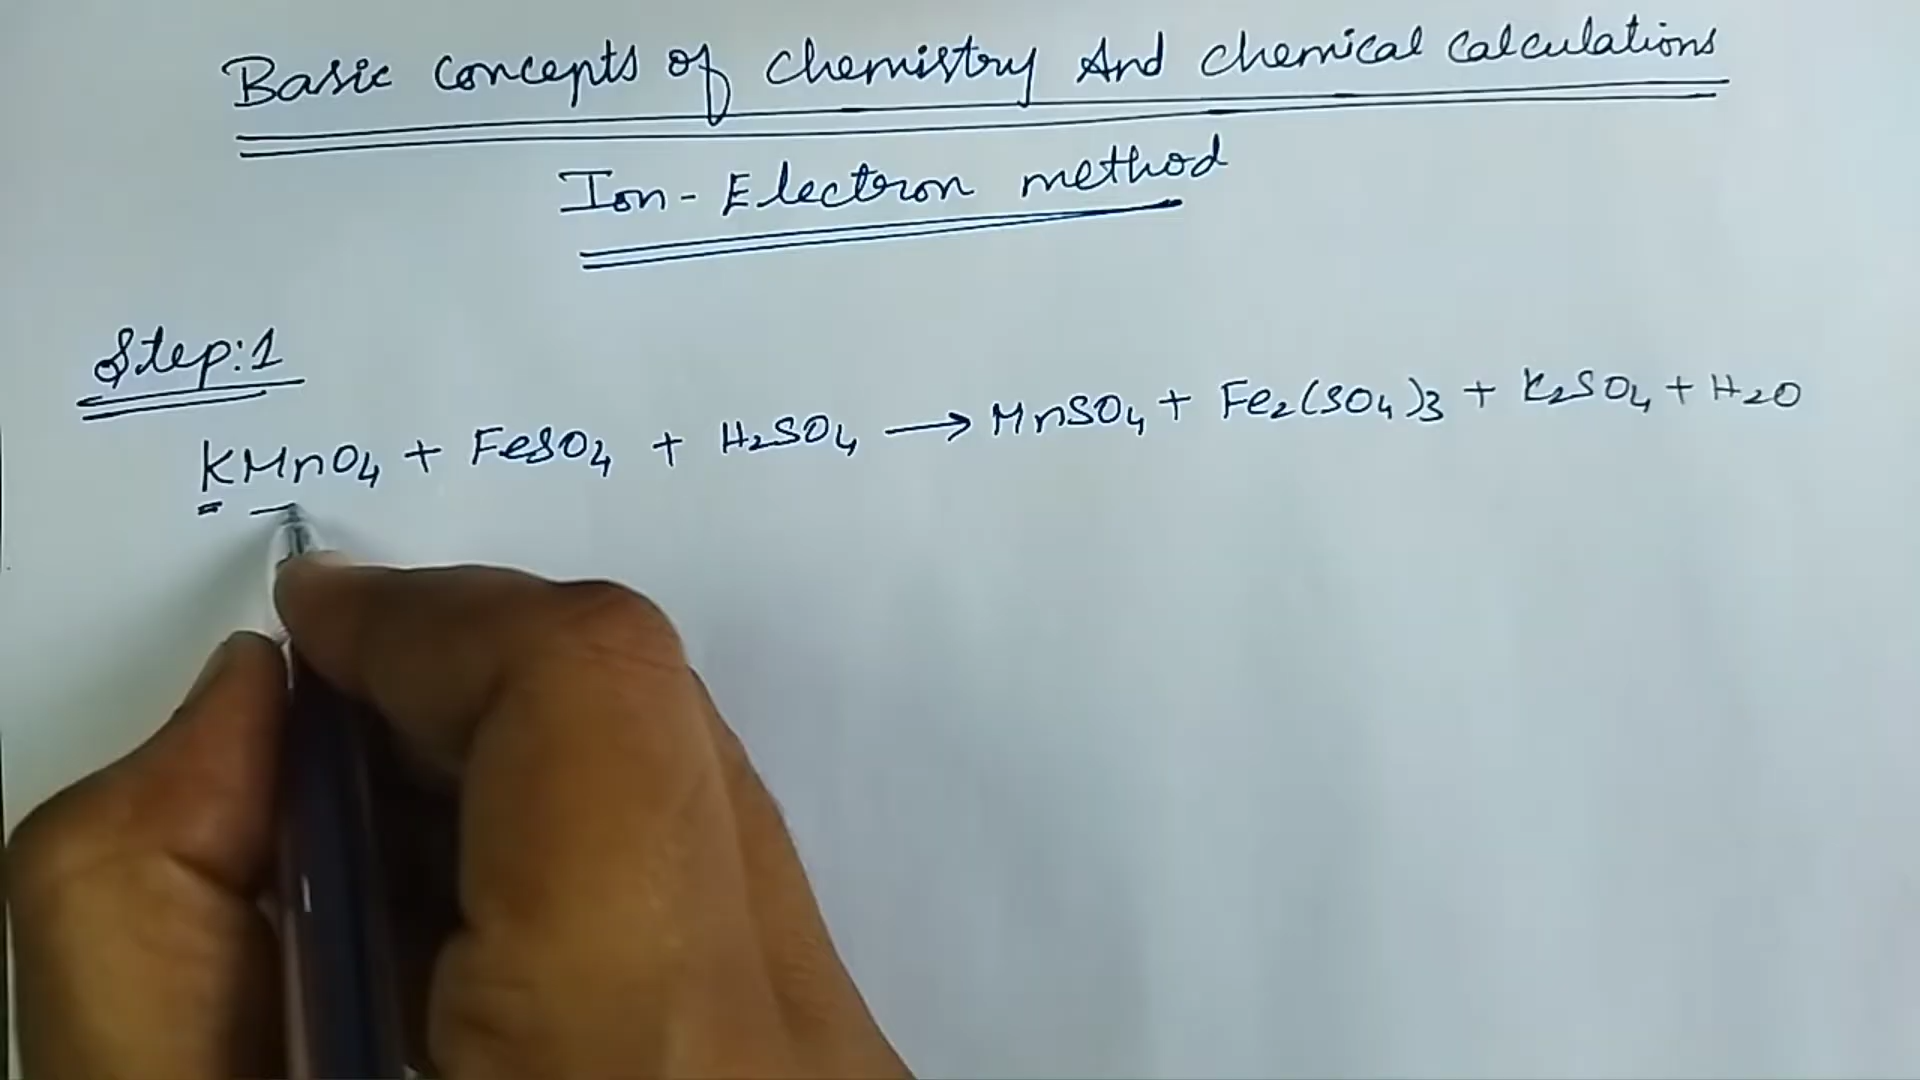 Basic concepts of chemistry And chemical calculations
Ion-Electron method
Step:1
KMnO₄ + FeSO₄ + H₂SO₄ → MnSO₄ + Fe₂(SO₄)₃ + K₂SO₄ + H₂O